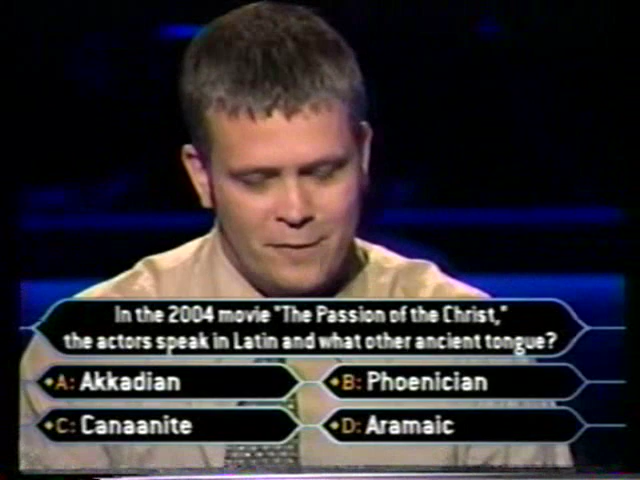 In the 2004 movie "The Passion of the Christ,"
the actors speak in Latin and what other ancient tongue?
A: Akkadian
B: Phoenician
C: Canaanite
D: Aramaic